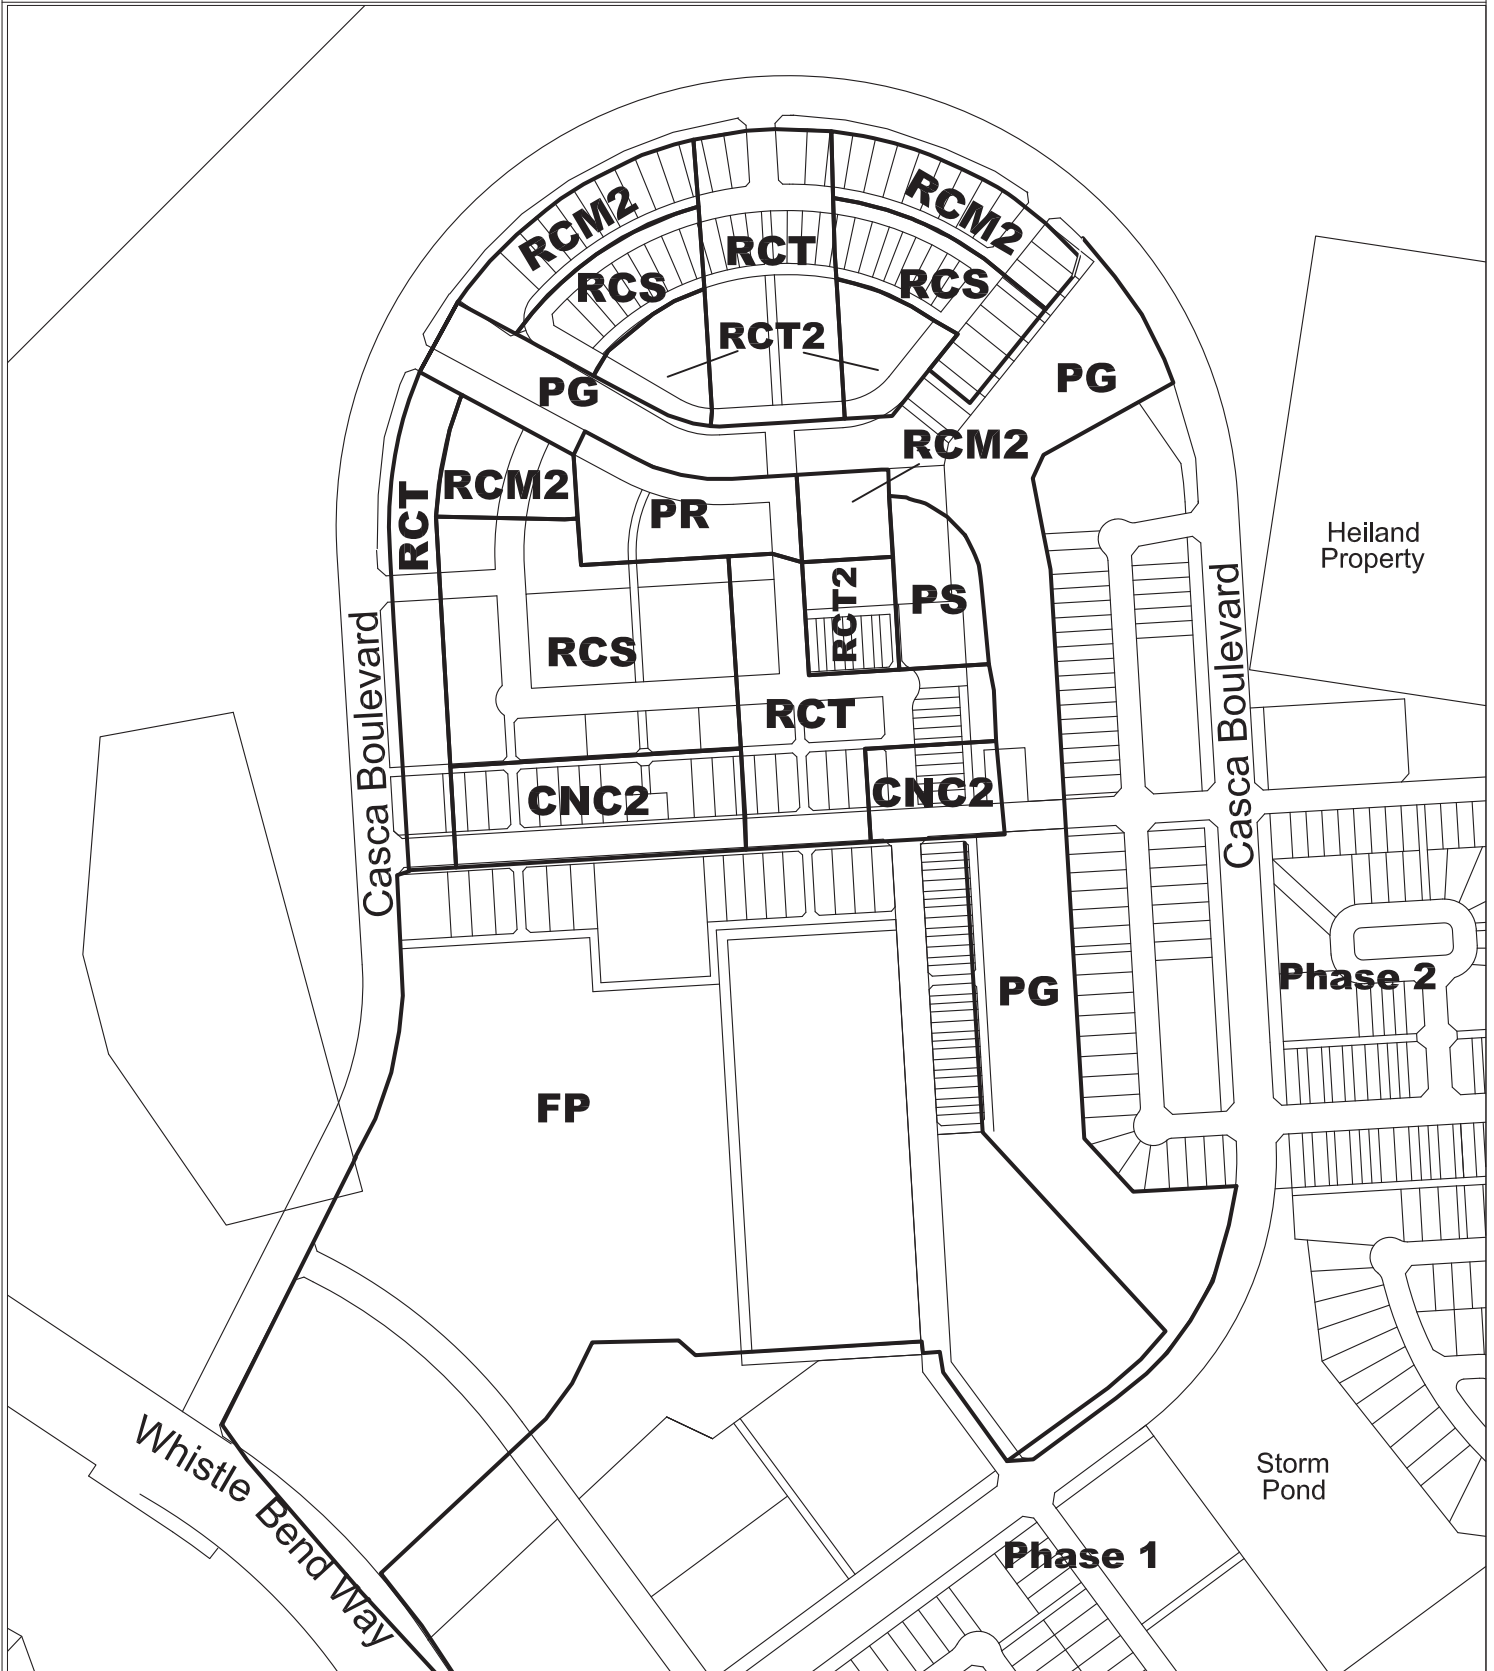 RCM2
RCM2
RCT
RCS
RCS
RCT2
PG
PG
RCM2
RCM2
RCT
PR
Heiland
Property
RCT2
PS
RCS
Casca Boulevard
Casca Boulevard
RCT
CNC2
CNC2
Phase 2
PG
FP
Whistle Bend Way
Storm
Pond
Phase 1